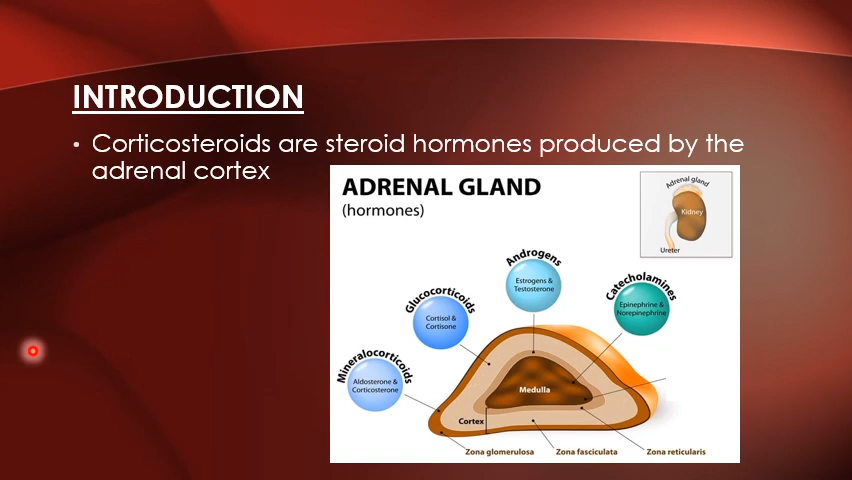 INTRODUCTION
• Corticosteroids are steroid hormones produced by the
adrenal cortex
ADRENAL GLAND
(hormones)
Adrenal gland
Kidney
Ureter
Androgens
Estrogens &
Testosterone
Catecholamines
Epinephrine &
Norepinephrine
Glucocorticoids
Cortisol &
Cortisone
Mineralocorticoids
Aldosterone &
Corticosterone
Medulla
Cortex
Zona glomerulosa
Zona fasciculata
Zona reticularis